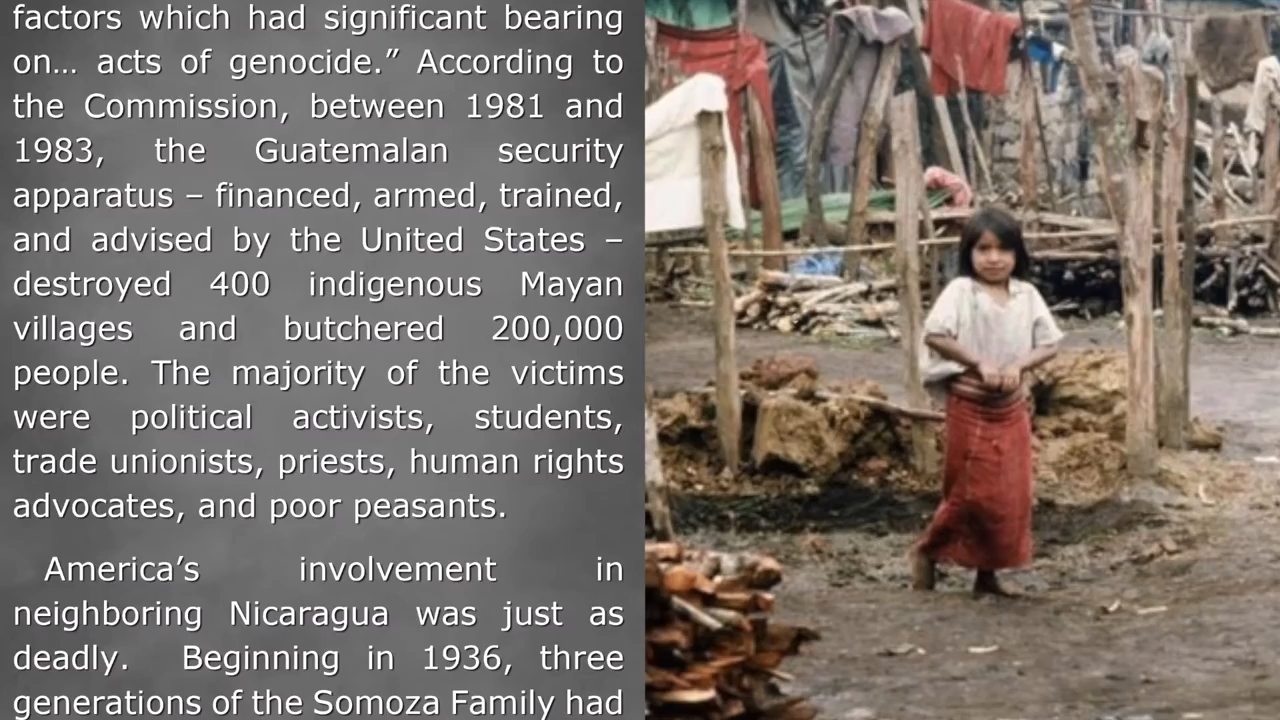 factors which had significant bearing
on… acts of genocide.” According to
the Commission, between 1981 and
1983, the Guatemalan security
apparatus – financed, armed, trained,
and advised by the United States –
destroyed 400 indigenous Mayan
villages and butchered 200,000
people. The majority of the victims
were political activists, students,
trade unionists, priests, human rights
advocates, and poor peasants.
America’s involvement in
neighboring Nicaragua was just as
deadly. Beginning in 1936, three
generations of the Somoza Family had